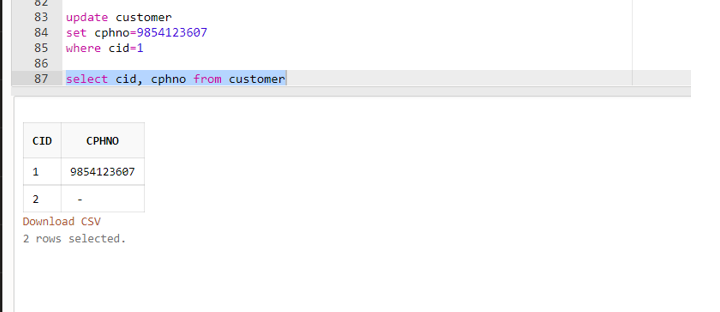 82
83 update customer
84 set cphno=9854123607
85 where cid=1
86
87 select cid, cphno from customer
CID CPHNO
1 9854123607
2 -
Download CSV
2 rows selected.